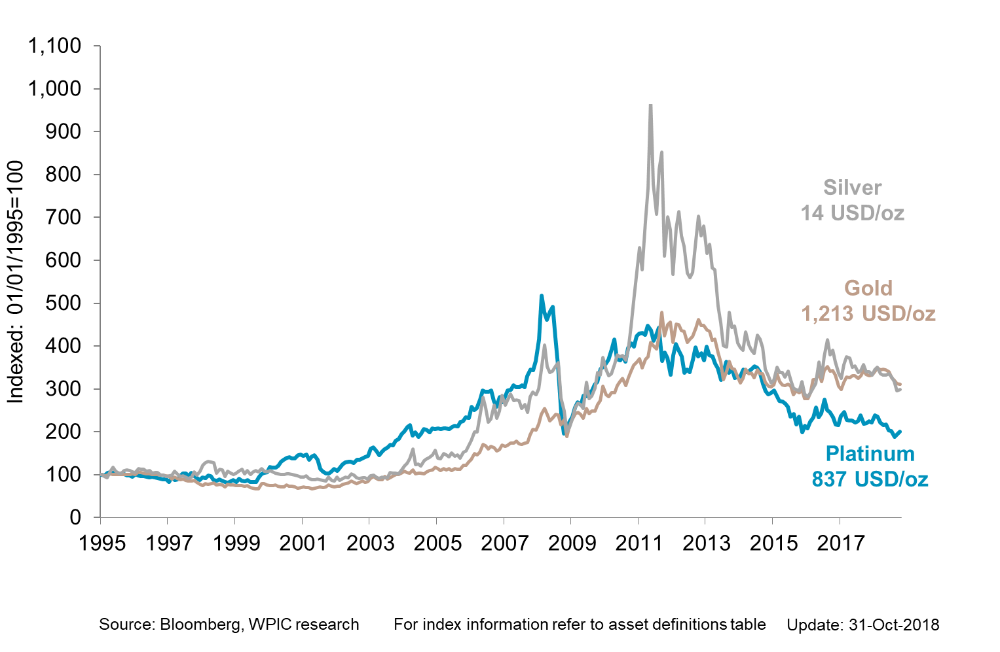 1,100
1,000
900
800
700
600
500
400
300
200
100
0
Indexed: 01/01/1995=100
Silver
14 USD/oz
Gold
1,213 USD/oz
Platinum
837 USD/oz
1995 1997 1999 2001 2003 2005 2007 2009 2011 2013 2015 2017
Source: Bloomberg, WPIC research For index information refer to asset definitions table Update: 31-Oct-2018